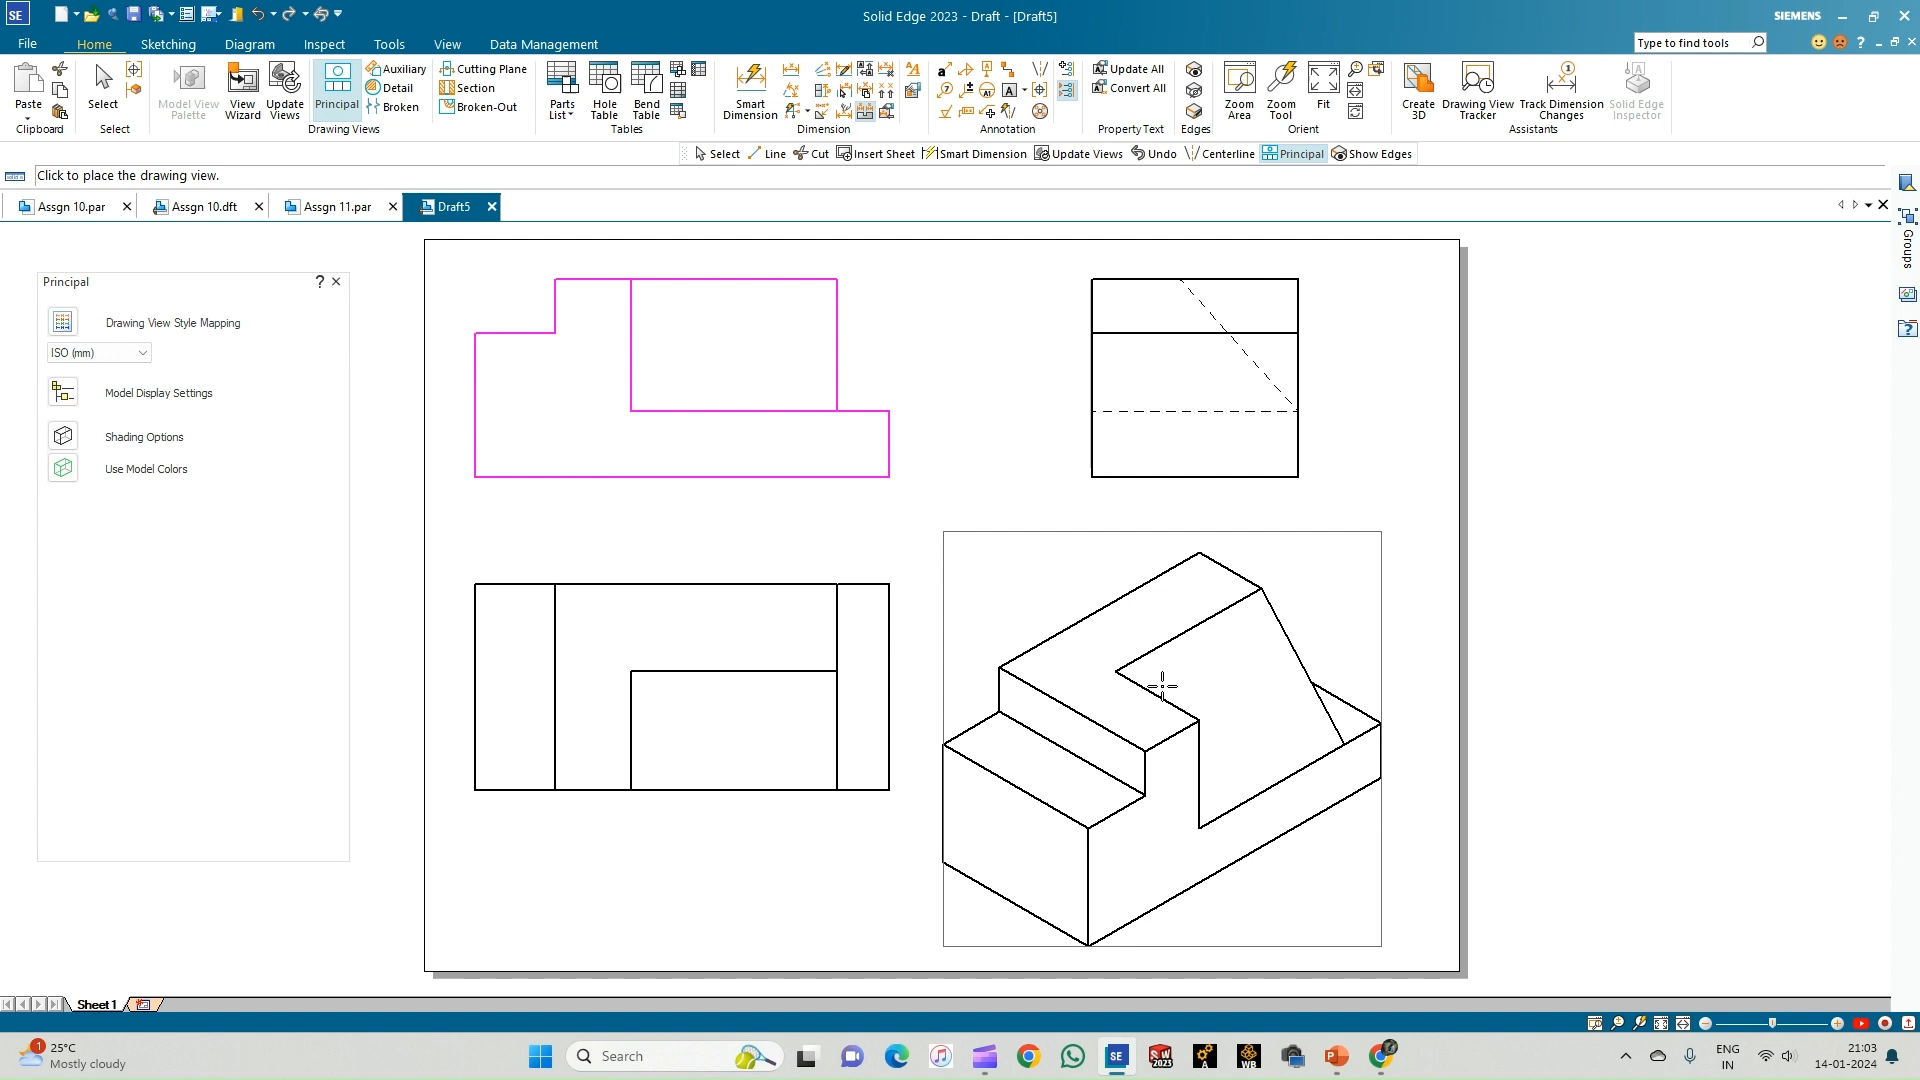 SE
Solid Edge 2023 - Draft - [Draft5]
SIEMENS
File
Home
Sketching
Diagram
Inspect
Tools
View
Data Management
Type to find tools
Paste
Clipboard
Select
Select
Model View Palette
View Wizard
Update Views
Principal
Auxiliary
Detail
Broken
Cutting Plane
Section
Broken-Out
Drawing Views
Parts List
Hole Table
Bend Table
Tables
Smart Dimension
Dimension
Annotation
Update All
Convert All
Property Text
Edges
Zoom Area
Zoom Tool
Fit
Orient
Create 3D
Drawing View Tracker
Track Dimension Changes
Solid Edge Inspector
Assistants
Select
Line
Cut
Insert Sheet
Smart Dimension
Update Views
Undo
Centerline
Principal
Show Edges
Click to place the drawing view.
Assgn 10.par
Assgn 10.dft
Assgn 11.par
Draft5
Groups
Principal
Drawing View Style Mapping
ISO (mm)
Model Display Settings
Shading Options
Use Model Colors
Sheet1
1
25°C
Mostly cloudy
Search
SE
SW 2023
A
WB
ENG
IN
21:03
14-01-2024